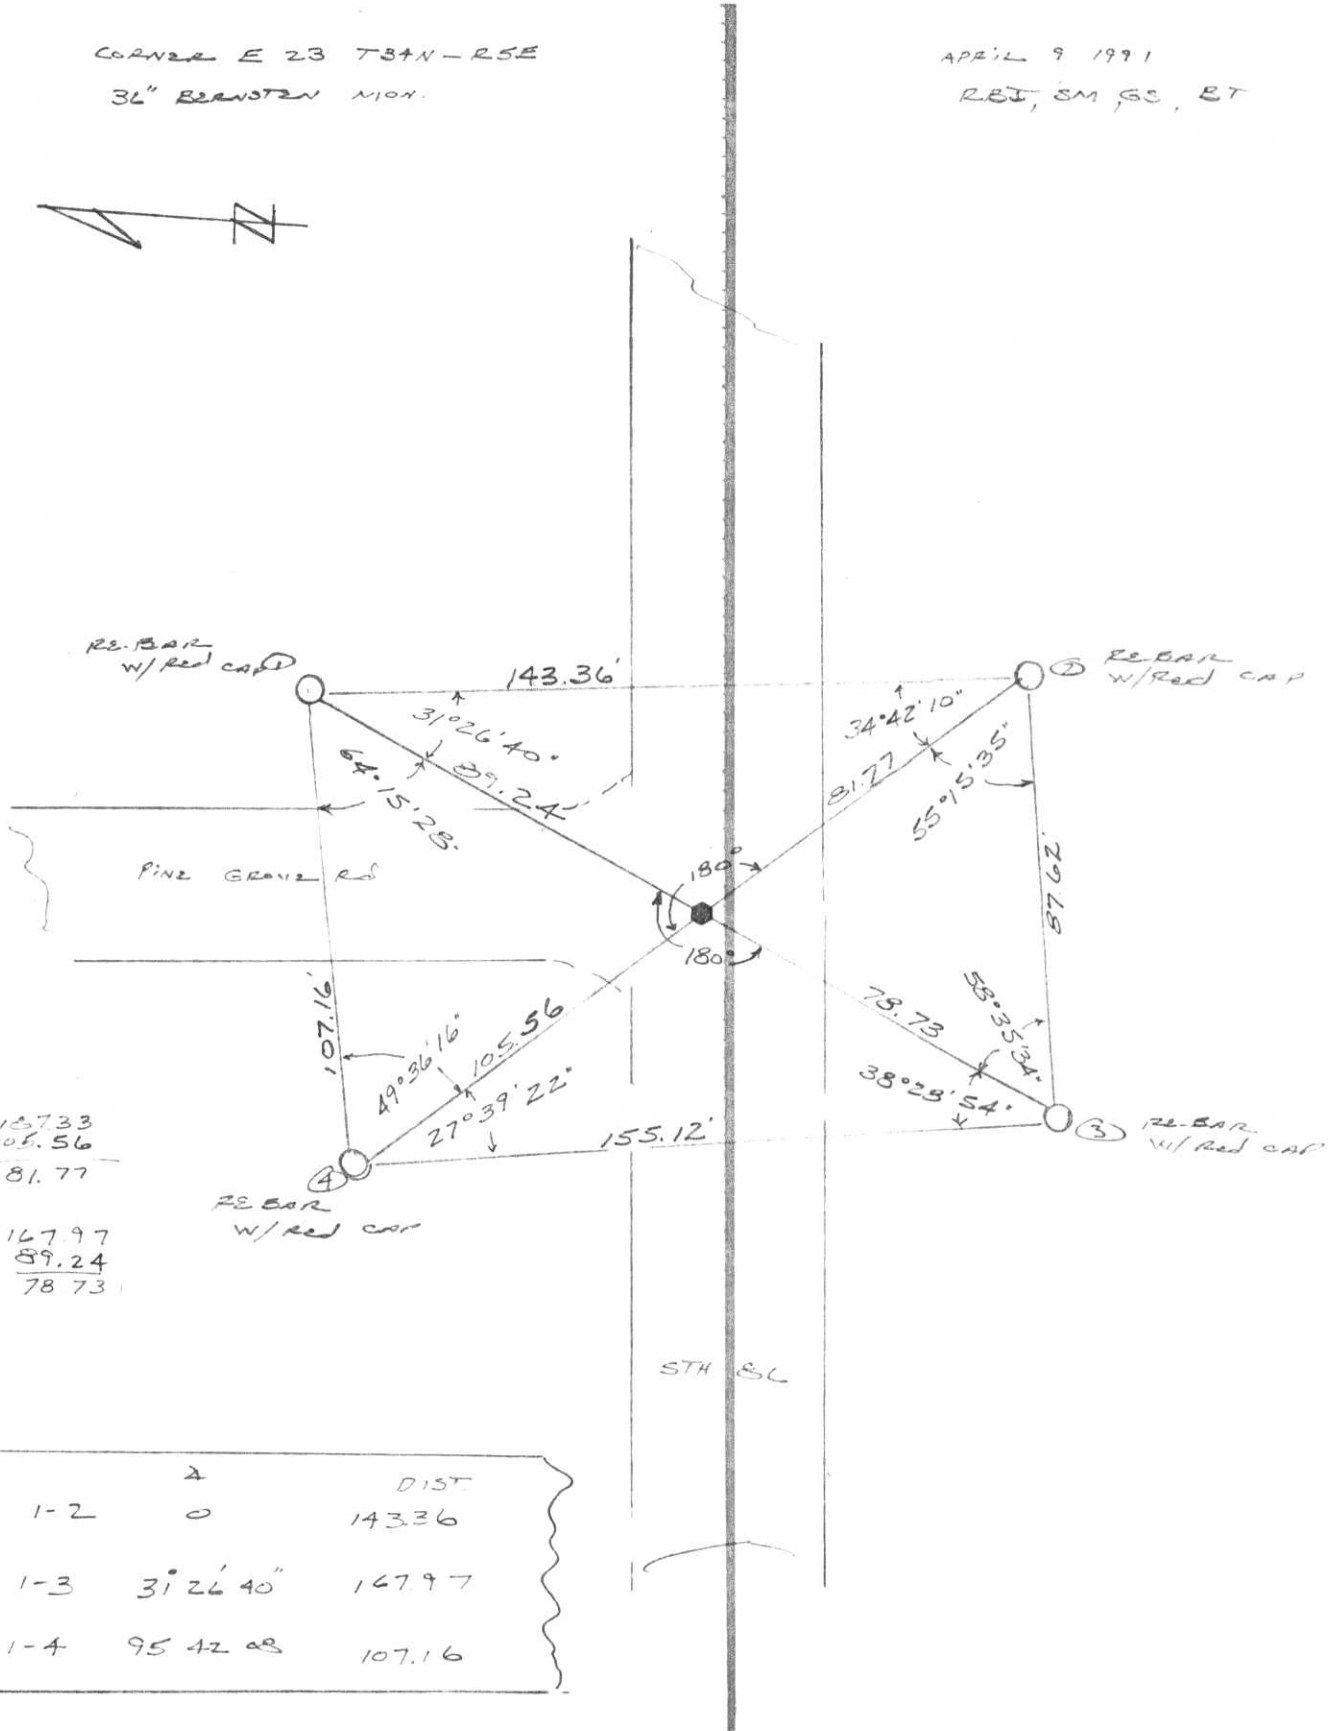 CORNER E 23 T34N-R5E
36" BERNSTEN MON.
APRIL 9 1991
RBJ, SM, GS, BT
N
RE-BAR
W/Red CAP ①
143.36'
② RE-BAR
W/Red CAP
31°26'40"
34°42'10"
64°15'28"
89.24'
81.77
55°15'35"
PINE GROVE Rd
180°
87.62'
180°
107.16'
49°36'16"
105.56
78.73
58°35'34"
27°39'22"
38°28'54"
155.12'
③ RE-BAR
W/Red CAP
④
RE BAR
W/Red CAP
187.33
105.56
81.77
167.97
89.24
78.73
STH 86
DIST.
1-2 0 143.36
1-3 31°26'40" 167.97
1-4 95 42 08 107.16